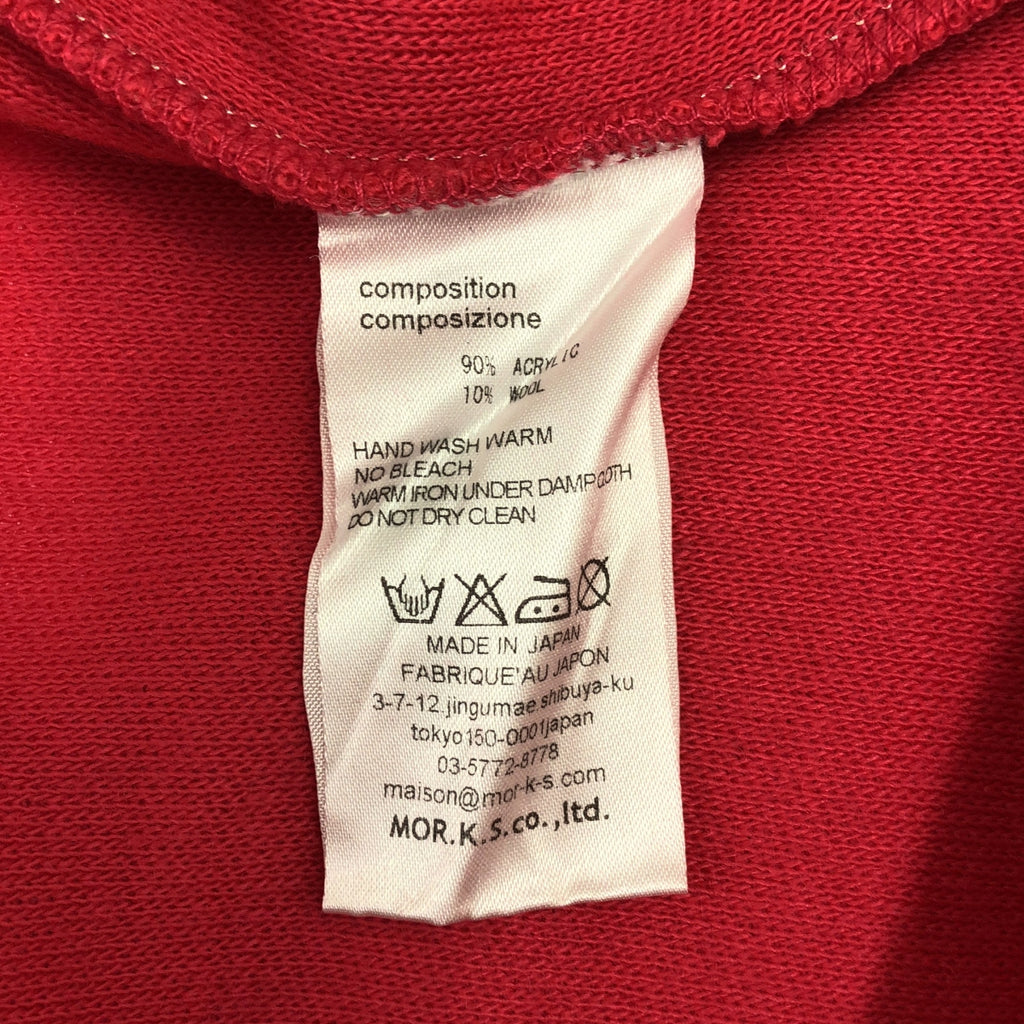 composition
composizione
90% ACRYLIC
10% WOOL
HAND WASH WARM
NO BLEACH
WARM IRON UNDER DAMP COTH
DO NOT DRY CLEAN
MADE IN JAPAN
FABRIQUE'AU JAPON
3-7-12 jingumae shibuya-ku
tokyo150-0001japan
03-5772-8778
maison@mor-k-s.com
MOR.K.S.co.,ltd.